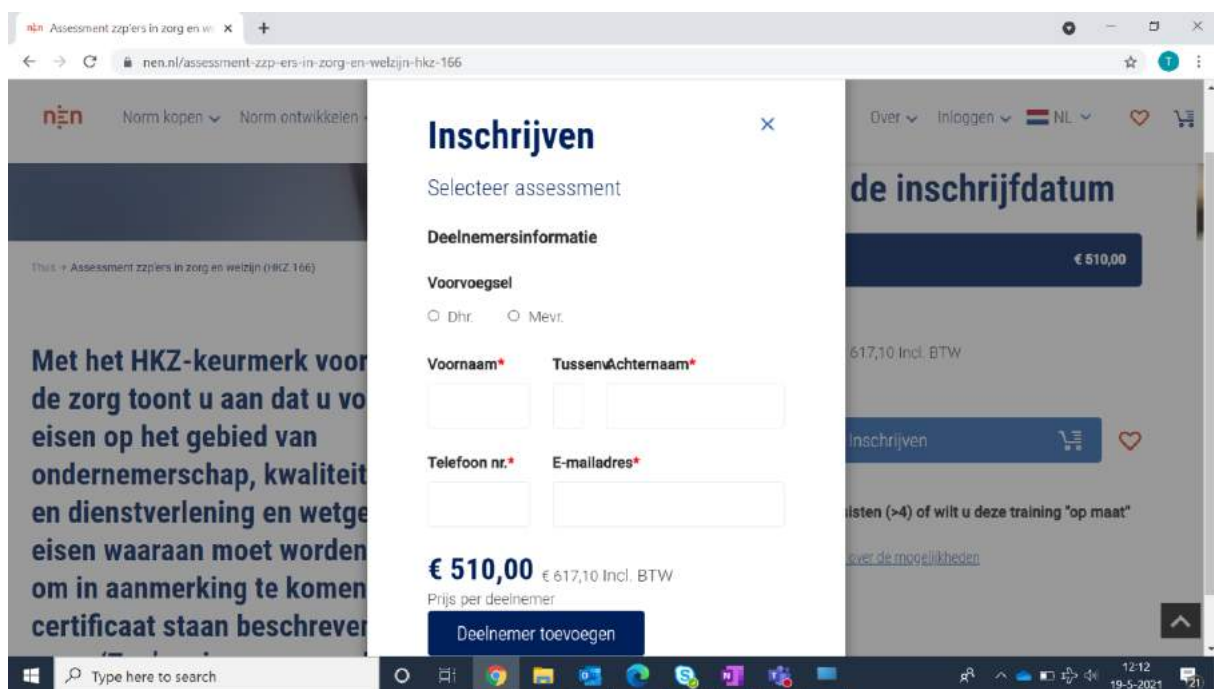 nen Assessment zzp'ers in zorg en we
nen.nl/assessment-zzp-ers-in-zorg-en-welzijn-hkz-166
T
nen
Norm kopen
Norm ontwikkelen
Over
Inloggen
NL
Inschrijven
Selecteer assessment
de inschrijfdatum
Deelnemersinformatie
€ 510,00
Thuis → Assessment zzp'ers in zorg en welzijn (HKZ 166)
Voorvoegsel
Dhr.
Mevr.
Met het HKZ-keurmerk voor
de zorg toont u aan dat u vo
eisen op het gebied van
ondernemerschap, kwaliteit
en dienstverlening en wetge
eisen waaraan moet worden
om in aanmerking te komen
certificaat staan beschrever
617,10 Incl. BTW
Voornaam*
Tussenv
Achternaam*
Inschrijven
Telefoon nr.*
E-mailadres*
isten (>4) of wilt u deze training "op maat"
over de mogelijkheden
€ 510,00 € 617,10 Incl. BTW
Prijs per deelnemer
Deelnemer toevoegen
Type here to search
12:12
19-5-2021
21